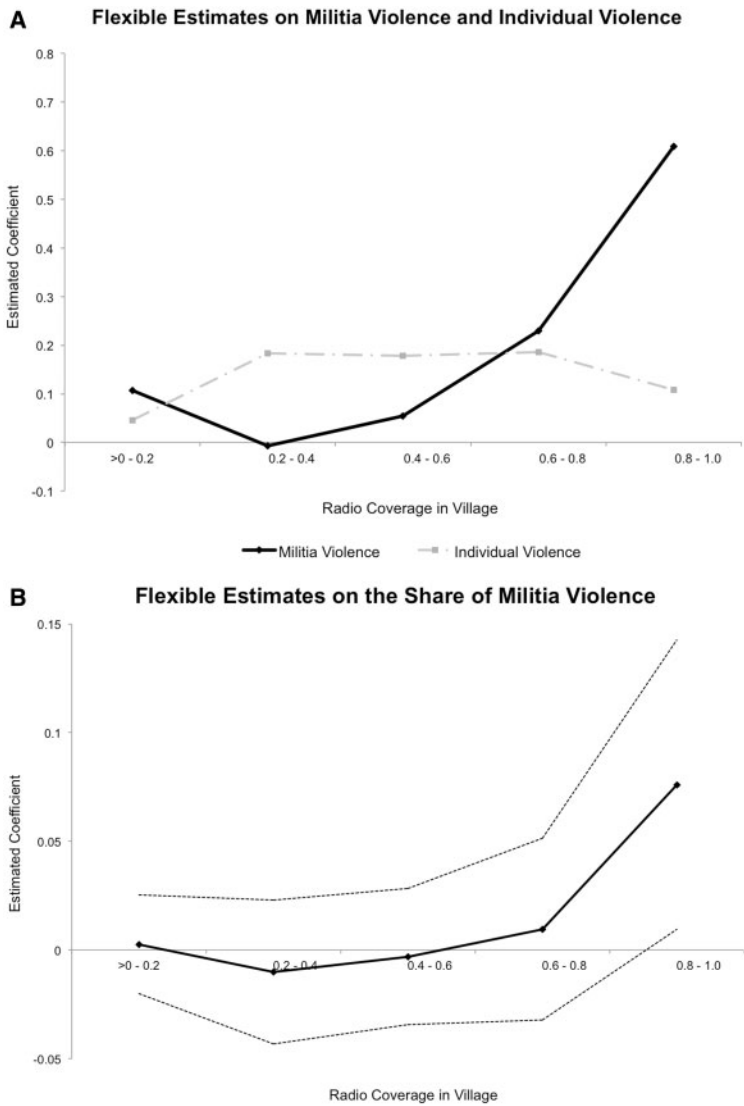 A
Flexible Estimates on Militia Violence and Individual Violence
0.8
0.7
0.6
0.5
0.4
0.3
0.2
0.1
0
-0.1
Estimated Coefficient
>0 - 0.2 0.2 - 0.4 0.4 - 0.6 0.6 - 0.8 0.8 - 1.0
Radio Coverage in Village
Militia Violence Individual Violence
B
Flexible Estimates on the Share of Militia Violence
0.15
0.1
0.05
0
-0.05
Estimated Coefficient
>0 - 0.2 0.2 - 0.4 0.4 - 0.6 0.6 - 0.8 0.8 - 1.0
Radio Coverage in Village